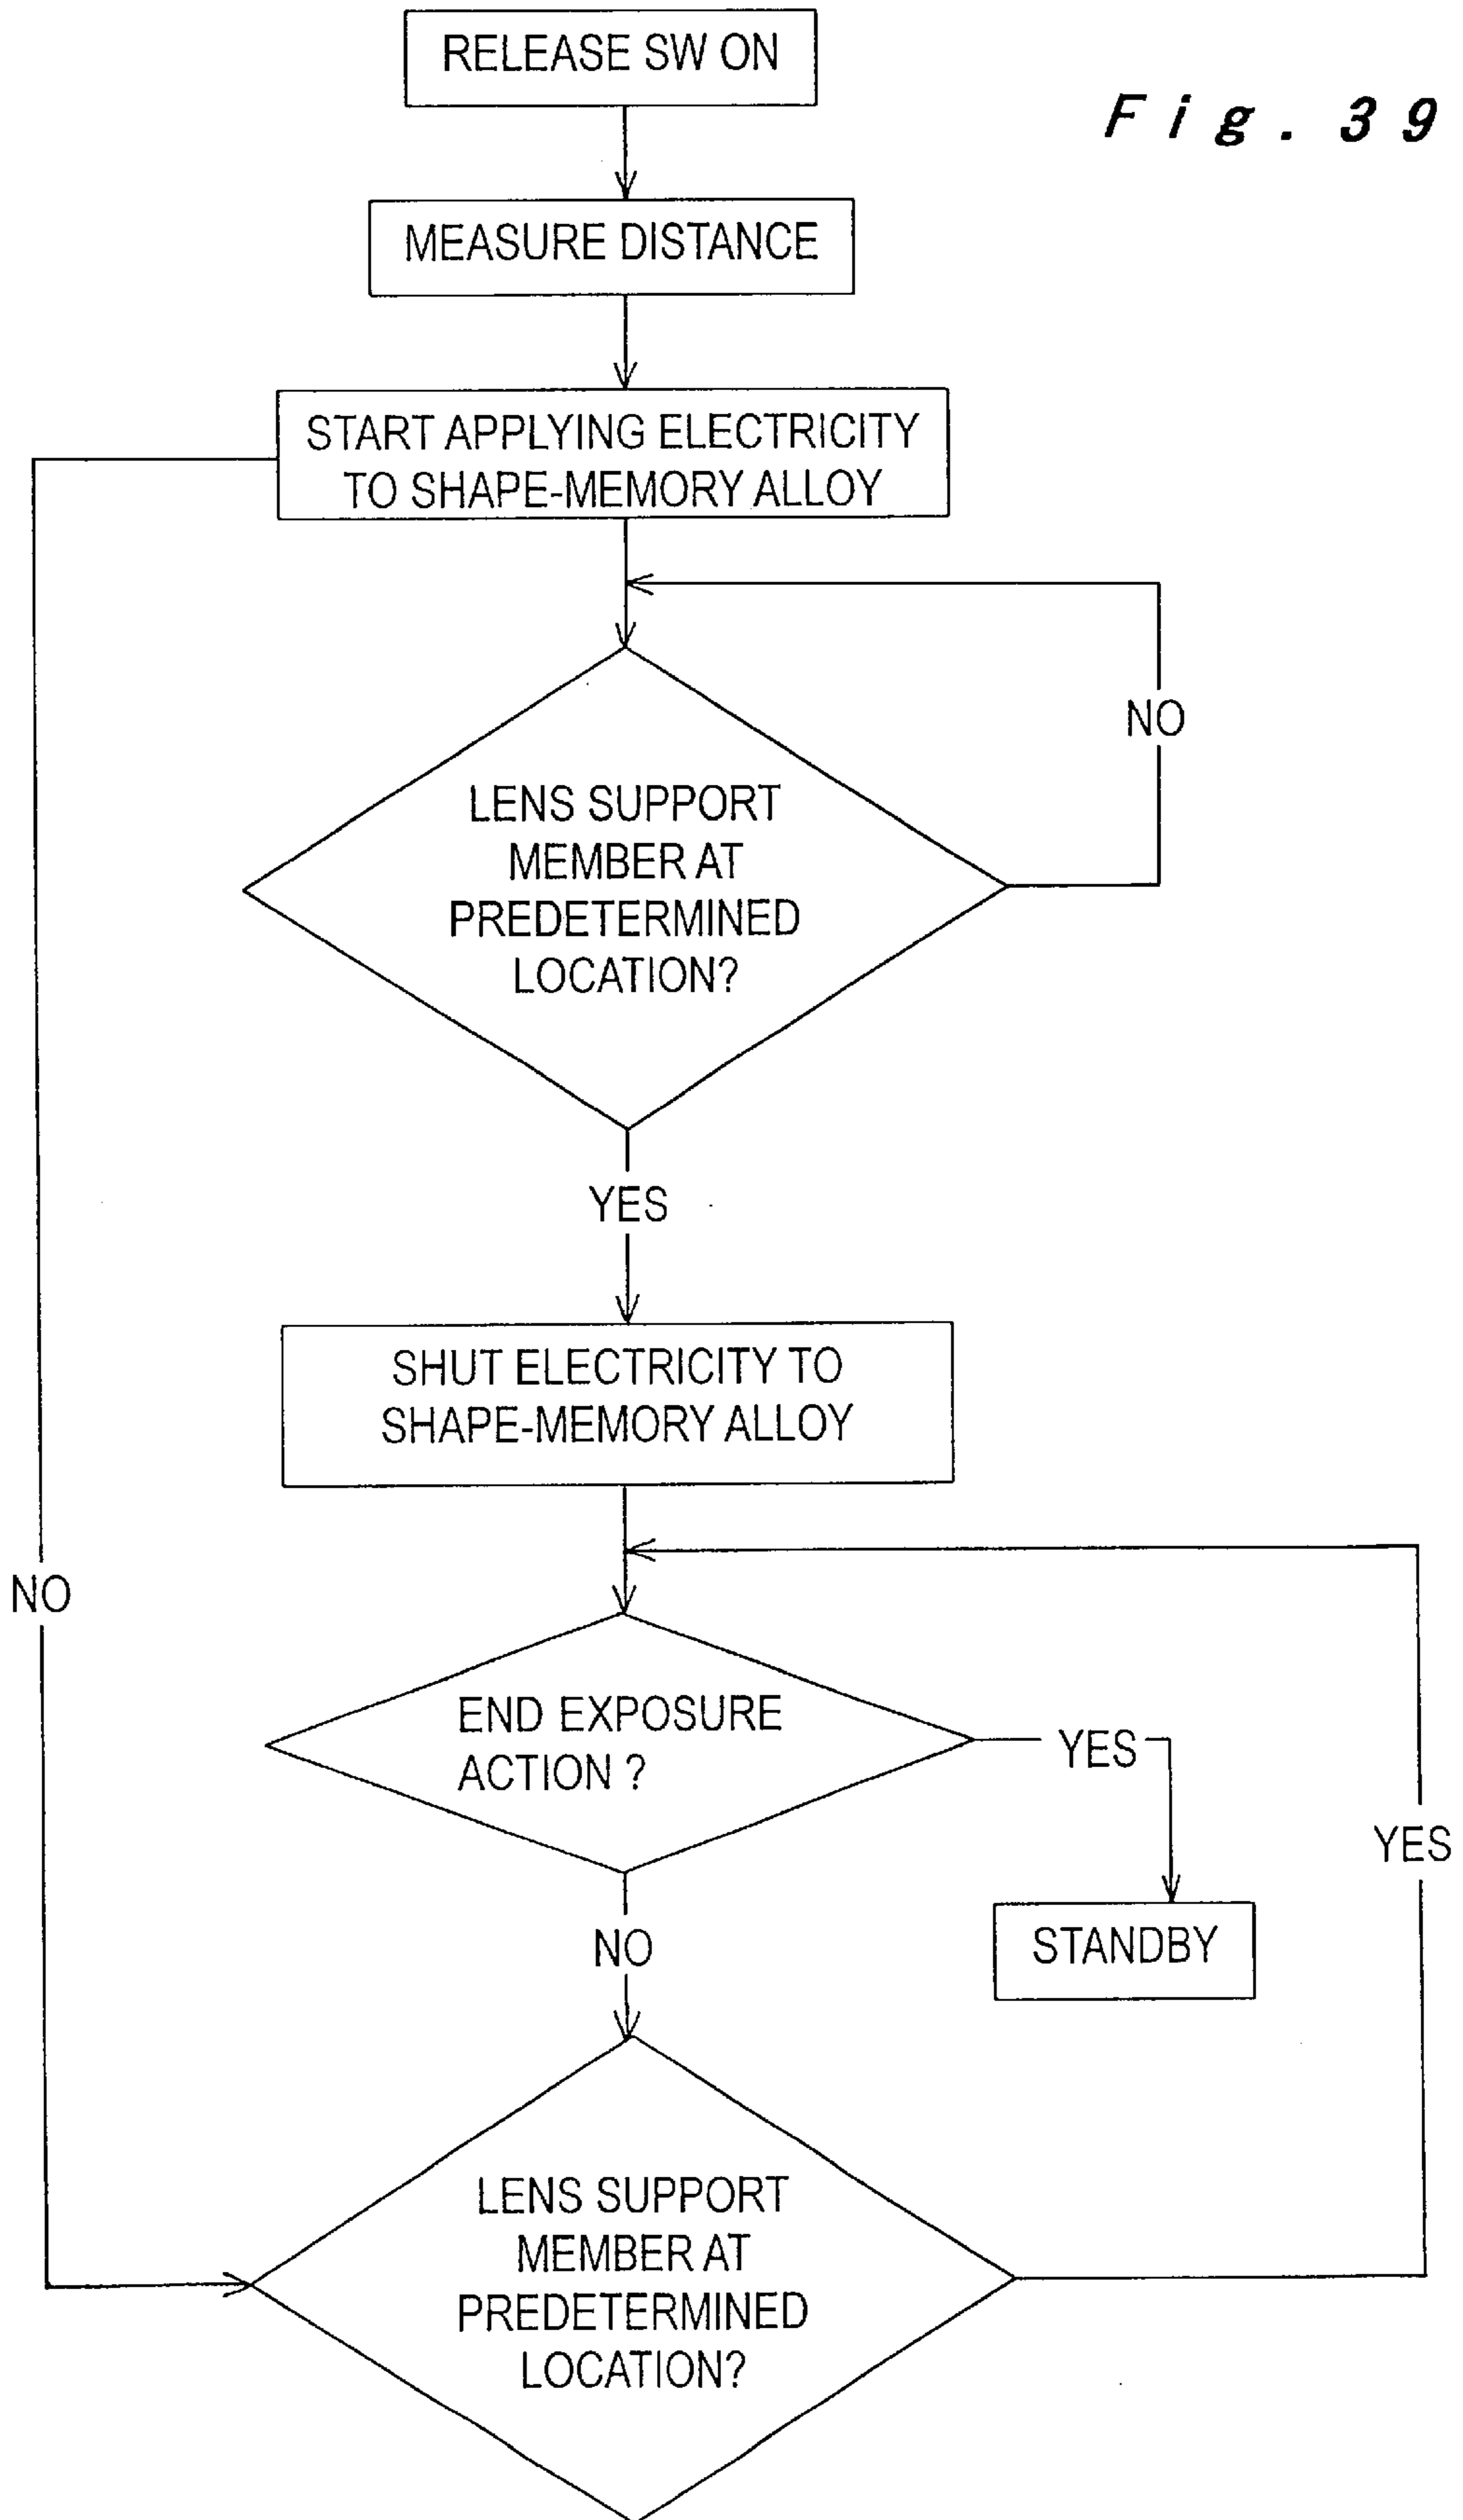 RELEASE SW ON
Fig. 39
MEASURE DISTANCE
START APPLYING ELECTRICITY
TO SHAPE-MEMORY ALLOY
NO
LENS SUPPORT
MEMBER AT
PREDETERMINED
LOCATION?
YES
SHUT ELECTRICITY TO
SHAPE-MEMORY ALLOY
NO
END EXPOSURE
ACTION ?
YES
YES
NO
STANDBY
LENS SUPPORT
MEMBER AT
PREDETERMINED
LOCATION?